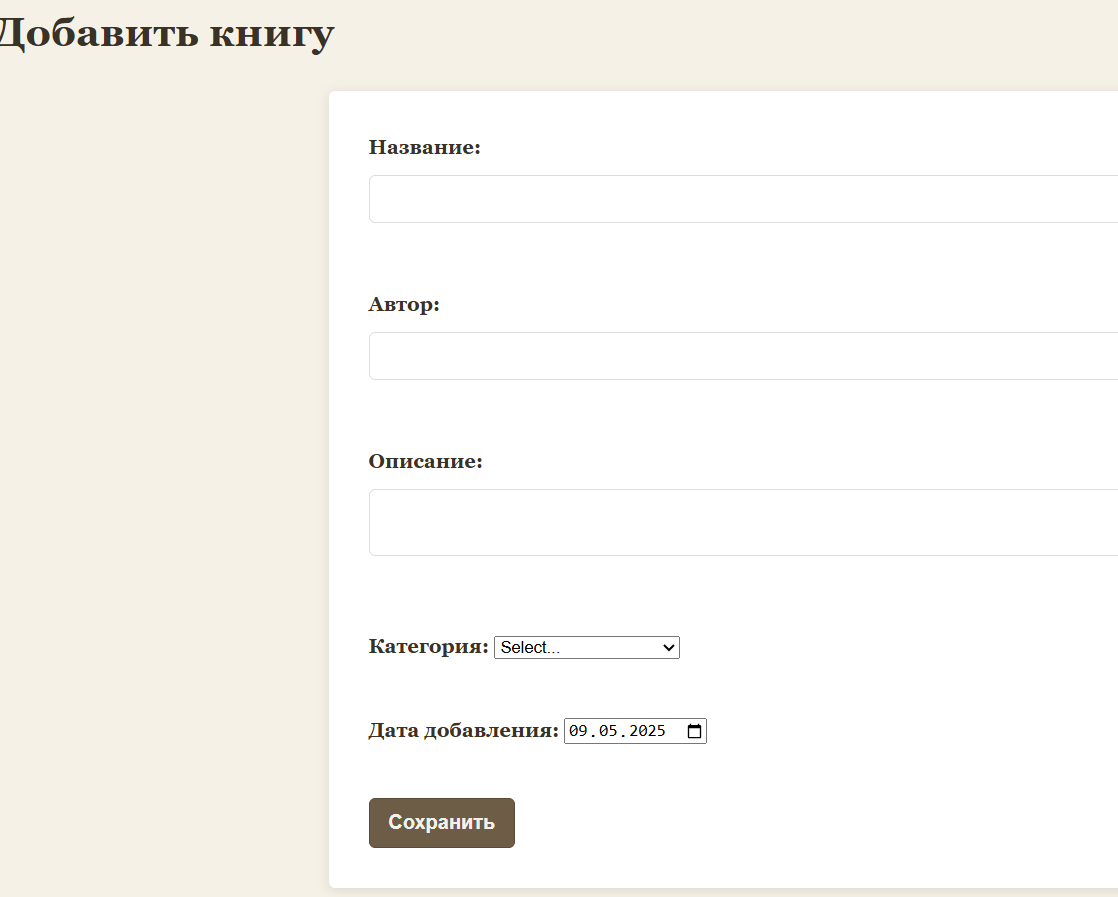 Добавить книгу
Название:
Автор:
Описание:
Категория: Select...
Дата добавления: 09.05.2025
Сохранить